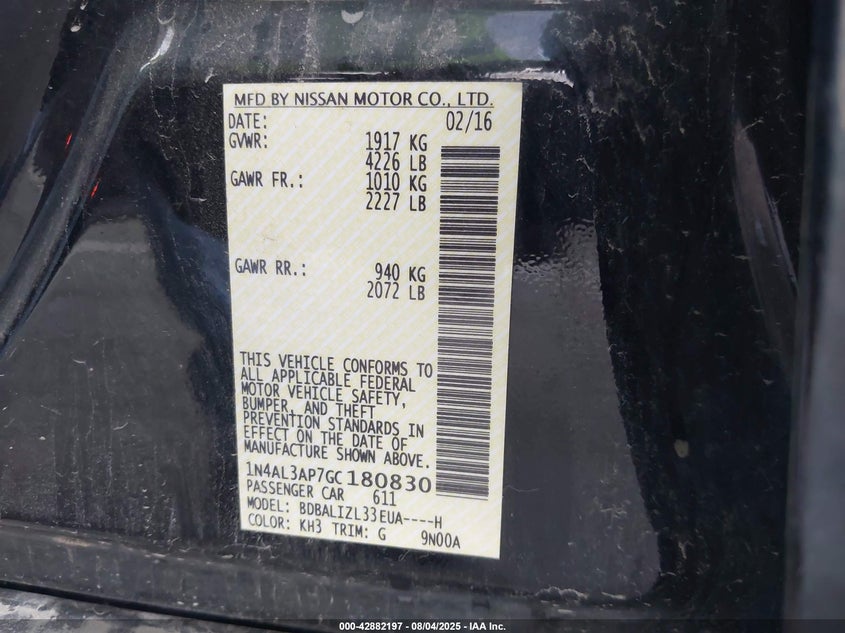 MFD BY NISSAN MOTOR CO., LTD.
DATE: 02/16
GVWR: 1917 KG
4226 LB
GAWR FR.: 1010 KG
2227 LB
GAWR RR.: 940 KG
2072 LB
THIS VEHICLE CONFORMS TO
ALL APPLICABLE FEDERAL
MOTOR VEHICLE SAFETY,
BUMPER, AND THEFT
PREVENTION STANDARDS IN
EFFECT ON THE DATE OF
MANUFACTURE SHOWN ABOVE.
1N4AL3AP7GC180830
PASSENGER CAR 611
MODEL: BDBALIZL33EUA----H
COLOR: KH3 TRIM: G 9N00A
000-42882197 - 08/04/2025 - IAA Inc.